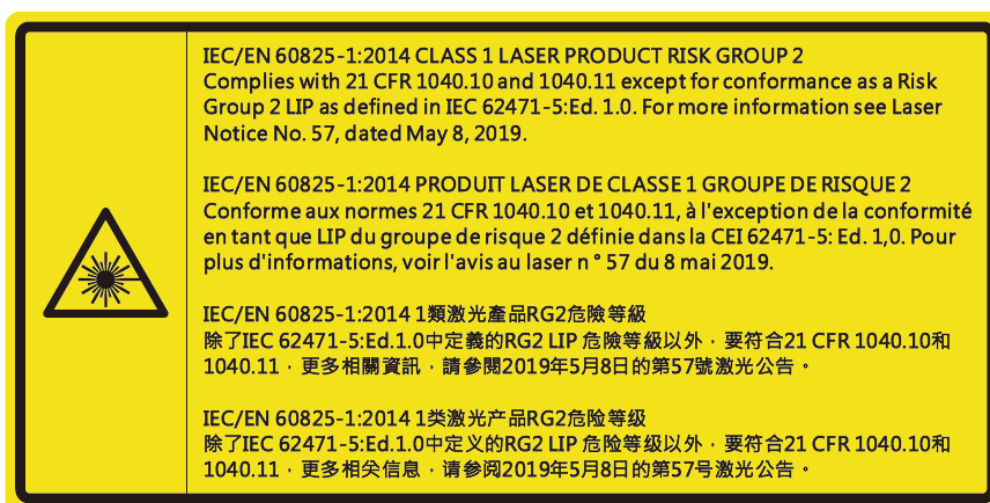 IEC/EN 60825-1:2014 CLASS 1 LASER PRODUCT RISK GROUP 2
Complies with 21 CFR 1040.10 and 1040.11 except for conformance as a Risk
Group 2 LIP as defined in IEC 62471-5:Ed. 1.0. For more information see Laser
Notice No. 57, dated May 8, 2019.
IEC/EN 60825-1:2014 PRODUIT LASER DE CLASSE 1 GROUPE DE RISQUE 2
Conforme aux normes 21 CFR 1040.10 et 1040.11, à l'exception de la conformité
en tant que LIP du groupe de risque 2 définie dans la CEI 62471-5: Ed. 1,0. Pour
plus d'informations, voir l'avis au laser n ° 57 du 8 mai 2019.
IEC/EN 60825-1:2014 1類激光產品RG2危險等級
除了IEC 62471-5:Ed.1.0中定義的RG2 LIP 危險等級以外，要符合21 CFR 1040.10和
1040.11，更多相關資訊，請參閱2019年5月8日的第57號激光公告。
IEC/EN 60825-1:2014 1类激光产品RG2危险等级
除了IEC 62471-5:Ed.1.0中定义的RG2 LIP 危险等级以外，要符合21 CFR 1040.10和
1040.11，更多相关信息，请参阅2019年5月8日的第57号激光公告。